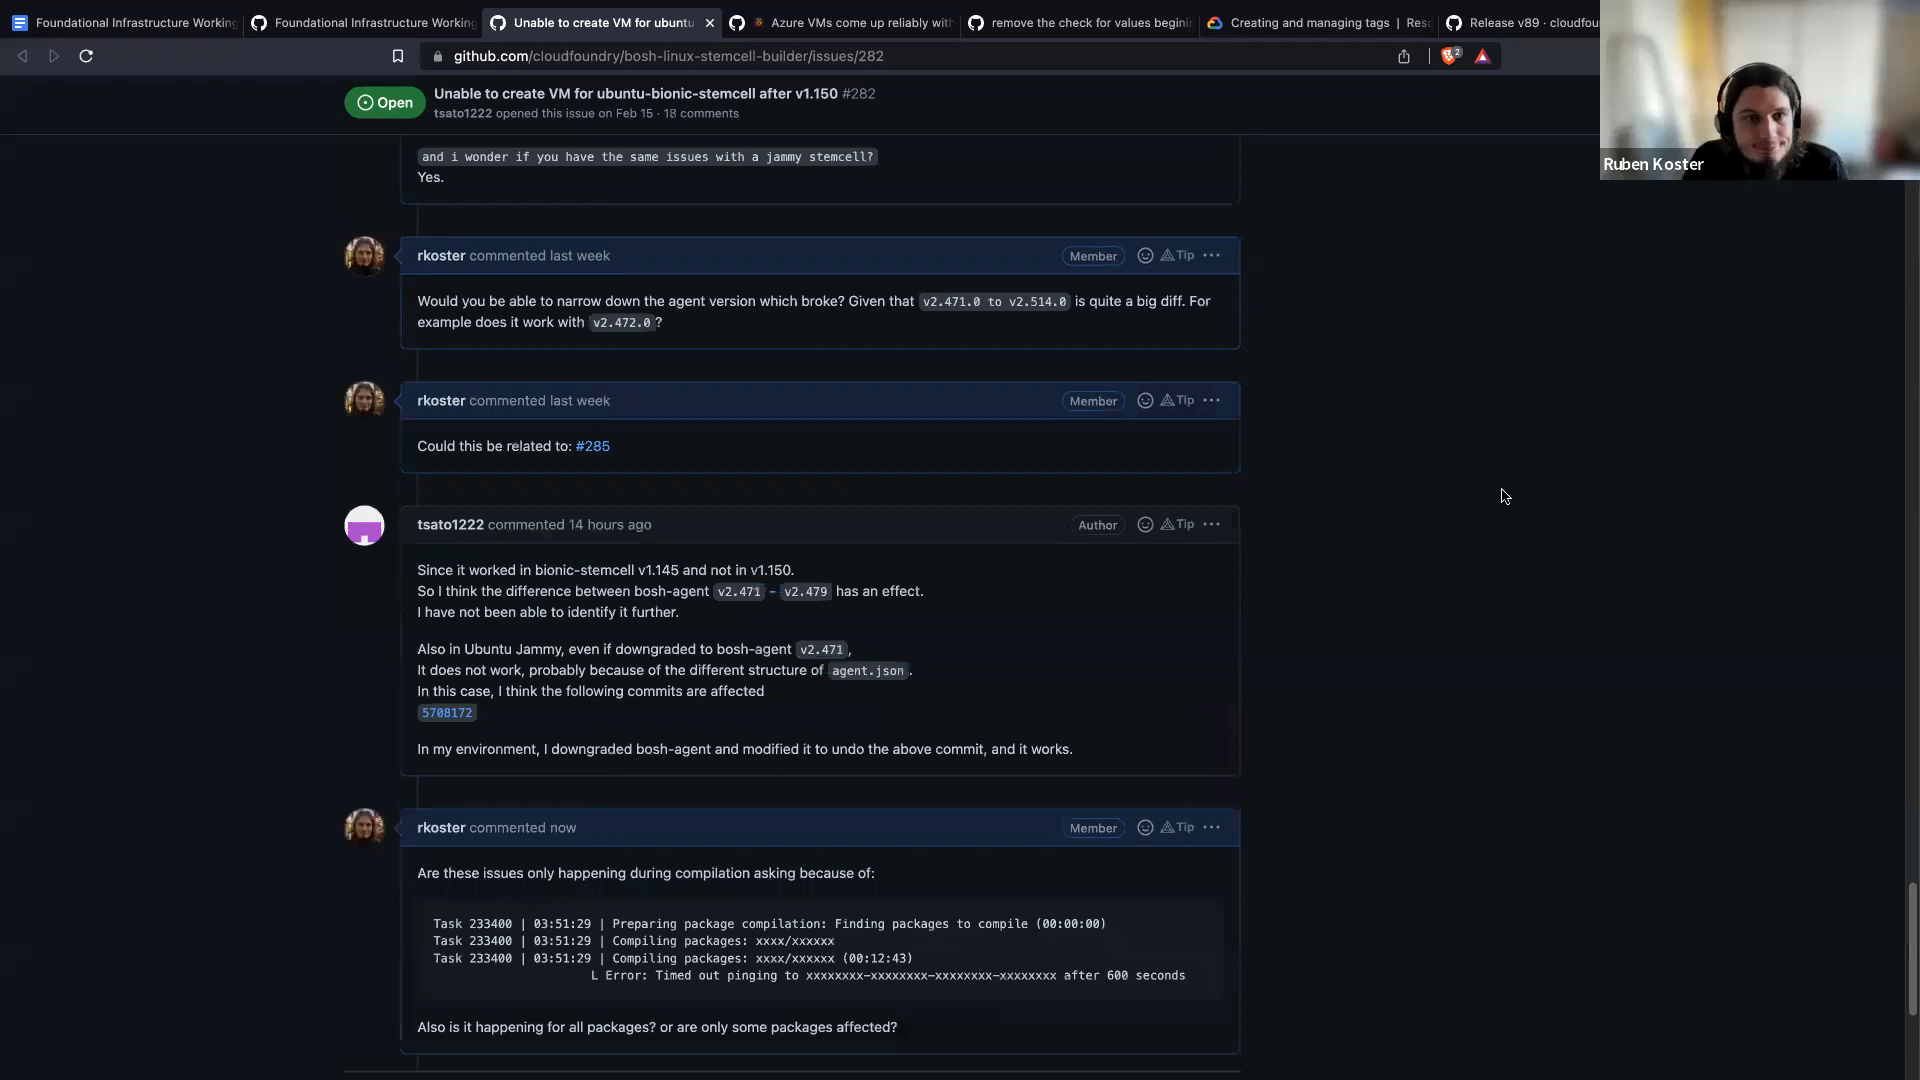 Foundational Infrastructure Working
Foundational Infrastructure Working
Unable to create VM for ubuntu
Azure VMs come up reliably with
remove the check for values begini
Creating and managing tags | Res
Release v89 · cloudfou
github.com/cloudfoundry/bosh-linux-stemcell-builder/issues/282
2
Ruben Koster
Open
Unable to create VM for ubuntu-bionic-stemcell after v1.150 #282
tsato1222 opened this issue on Feb 15 · 18 comments
and i wonder if you have the same issues with a jammy stemcell?
Yes.
rkoster commented last week
Member
Tip
Would you be able to narrow down the agent version which broke? Given that v2.471.0 to v2.514.0 is quite a big diff. For
example does it work with v2.472.0?
rkoster commented last week
Member
Tip
Could this be related to: #285
tsato1222 commented 14 hours ago
Author
Tip
Since it worked in bionic-stemcell v1.145 and not in v1.150.
So I think the difference between bosh-agent v2.471 - v2.479 has an effect.
I have not been able to identify it further.
Also in Ubuntu Jammy, even if downgraded to bosh-agent v2.471,
It does not work, probably because of the different structure of agent.json.
In this case, I think the following commits are affected
5708172
In my environment, I downgraded bosh-agent and modified it to undo the above commit, and it works.
rkoster commented now
Member
Tip
Are these issues only happening during compilation asking because of:
Task 233400 | 03:51:29 | Preparing package compilation: Finding packages to compile (00:00:00)
Task 233400 | 03:51:29 | Compiling packages: xxxx/xxxxxx
Task 233400 | 03:51:29 | Compiling packages: xxxx/xxxxxx (00:12:43)
L Error: Timed out pinging to xxxxxxxx-xxxxxxxx-xxxxxxxx-xxxxxxxx after 600 seconds
Also is it happening for all packages? or are only some packages affected?